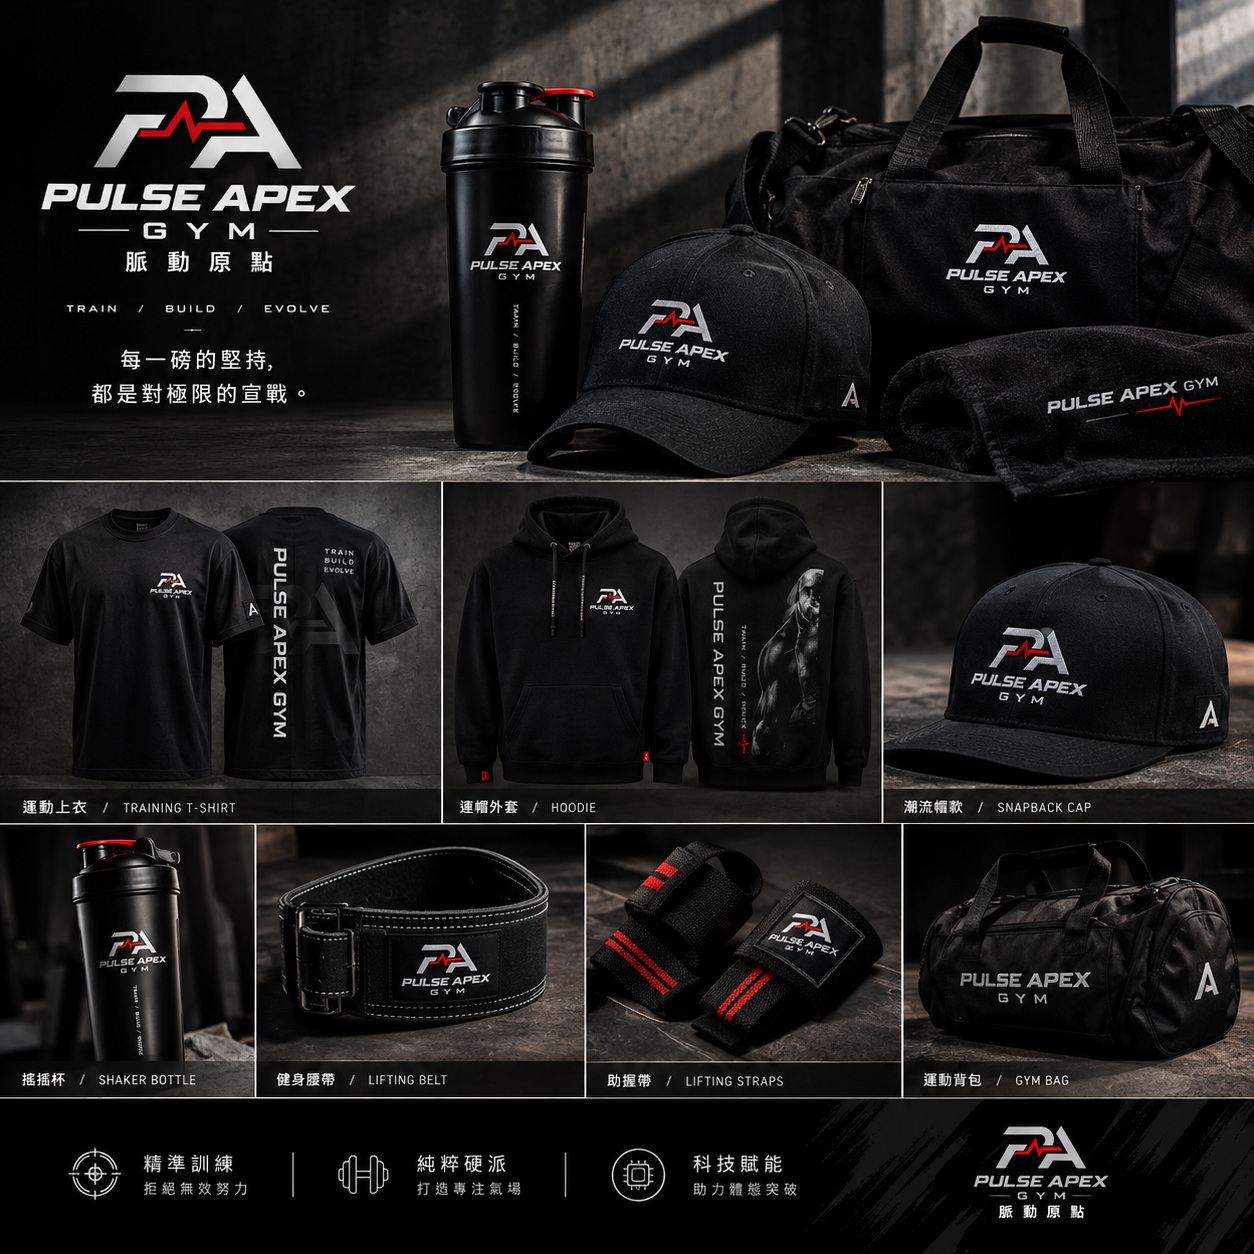 PA
PULSE APEX
GYM
脈動原點
TRAIN / BUILD / EVOLVE
每一磅的堅持,
都是對極限的宣戰。
PA
PULSE APEX
GYM
TRAIN / BUILD / EVOLVE
PA
PULSE APEX
GYM
A
PA
PULSE APEX
GYM
PULSE APEX GYM
PA
PULSE APEX
GYM
A
PULSE APEX GYM
TRAIN
BUILD
EVOLVE
運動上衣 / TRAINING T-SHIRT
PA
PULSE APEX
GYM
PULSE APEX GYM
連帽外套 / HOODIE
PA
PULSE APEX
GYM
A
潮流帽款 / SNAPBACK CAP
PA
PULSE APEX
GYM
搖搖杯 / SHAKER BOTTLE
PA
PULSE APEX
GYM
健身腰帶 / LIFTING BELT
PA
PULSE APEX
GYM
助握帶 / LIFTING STRAPS
PULSE APEX
GYM
A
運動背包 / GYM BAG
精準訓練
拒絕無效努力
純粹硬派
打造專注氣場
科技賦能
助力體態突破
PA
PULSE APEX
GYM
脈動原點